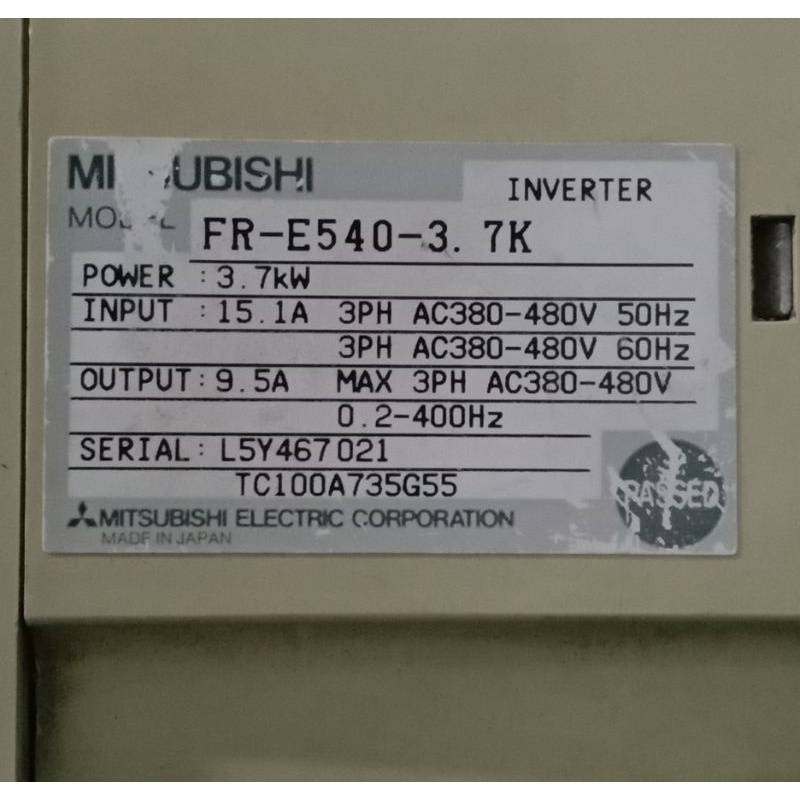 INVERTER
FR-E540-3.7K
POWER : 3.7kW
INPUT : 15.1A 3PH AC380-480V 50Hz
3PH AC380-480V 60Hz
OUTPUT: 9.5A MAX 3PH AC380-480V
0.2-400Hz
SERIAL: L5Y467021
TC100A735G55
PASSED
MITSUBISHI ELECTRIC CORPORATION
MADE IN JAPAN